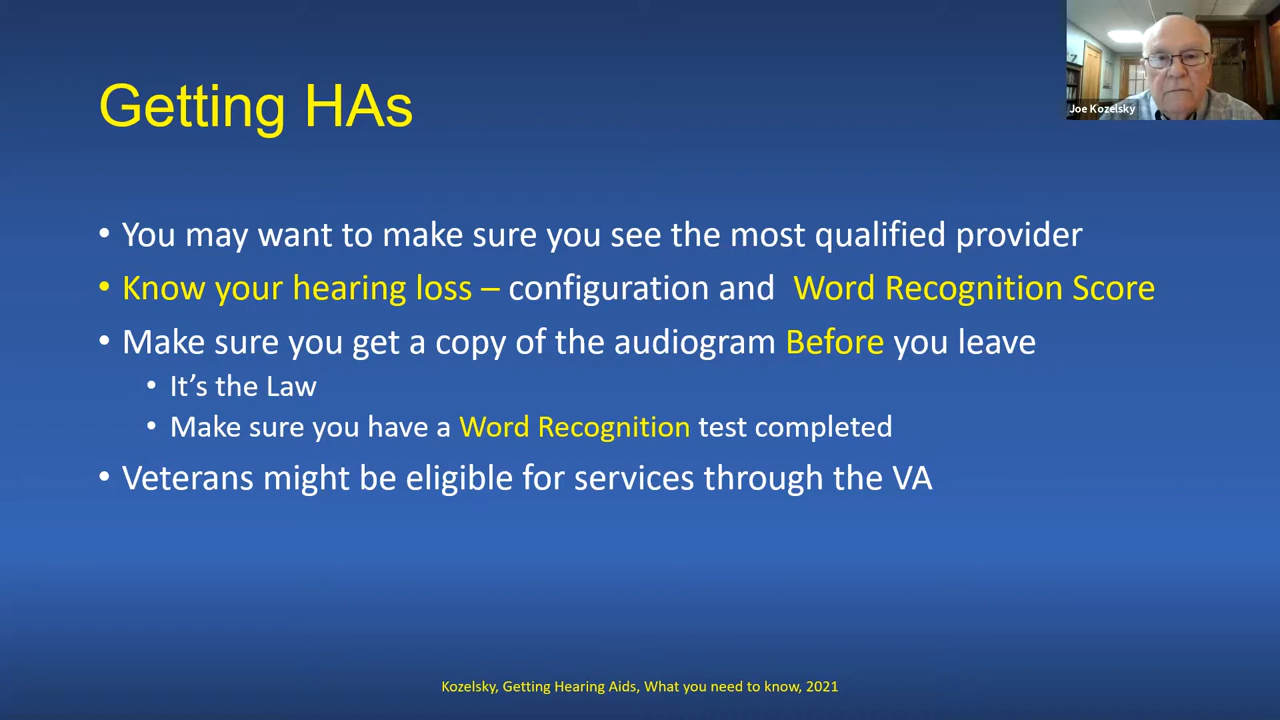 Joe Kozelsky
Getting HAs
• You may want to make sure you see the most qualified provider
• Know your hearing loss – configuration and  Word Recognition Score
• Make sure you get a copy of the audiogram Before you leave
• It’s the Law
• Make sure you have a Word Recognition test completed
• Veterans might be eligible for services through the VA
Kozelsky, Getting Hearing Aids, What you need to know, 2021